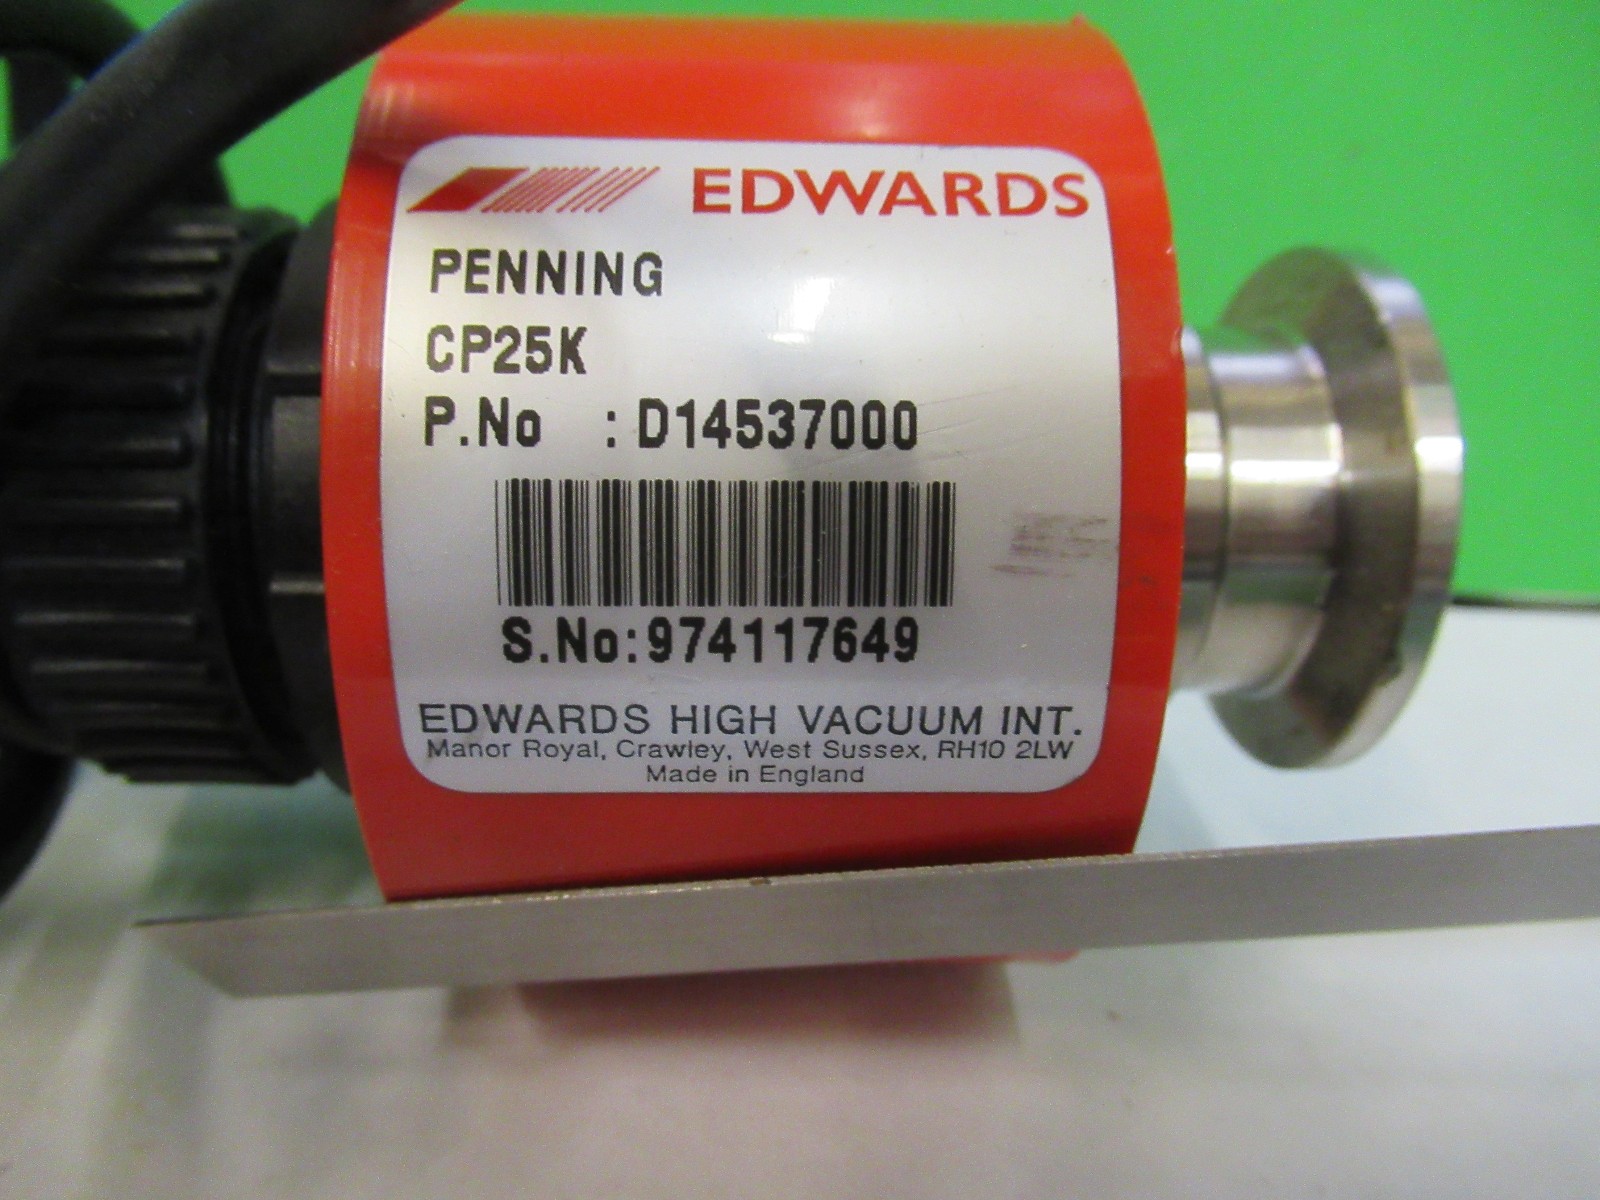 EDWARDS
PENNING
CP25K
P.No : D14537000
S.No:974117649
EDWARDS HIGH VACUUM INT.
Manor Royal, Crawley, West Sussex, RH10 2LW
Made in England